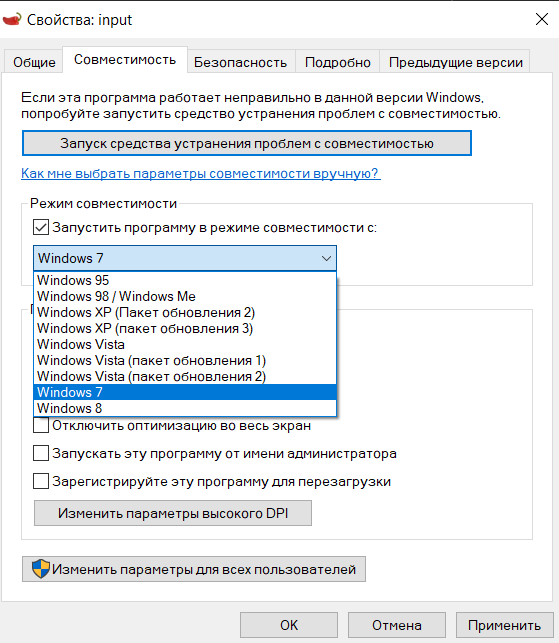 Свойства: input
Общие
Совместимость
Безопасность
Подробно
Предыдущие версии
Если эта программа работает неправильно в данной версии Windows,
попробуйте запустить средство устранения проблем с совместимостью.
Запуск средства устранения проблем с совместимостью
Как мне выбрать параметры совместимости вручную?
Режим совместимости
Запустить программу в режиме совместимости с:
Windows 7
Windows 95
Windows 98 / Windows Me
Windows XP (Пакет обновления 2)
Windows XP (пакет обновления 3)
Windows Vista
Windows Vista (пакет обновления 1)
Windows Vista (пакет обновления 2)
Windows 7
Windows 8
Отключить оптимизацию во весь экран
Запускать эту программу от имени администратора
Зарегистрируйте эту программу для перезагрузки
Изменить параметры высокого DPI
Изменить параметры для всех пользователей
OK
Отмена
Применить